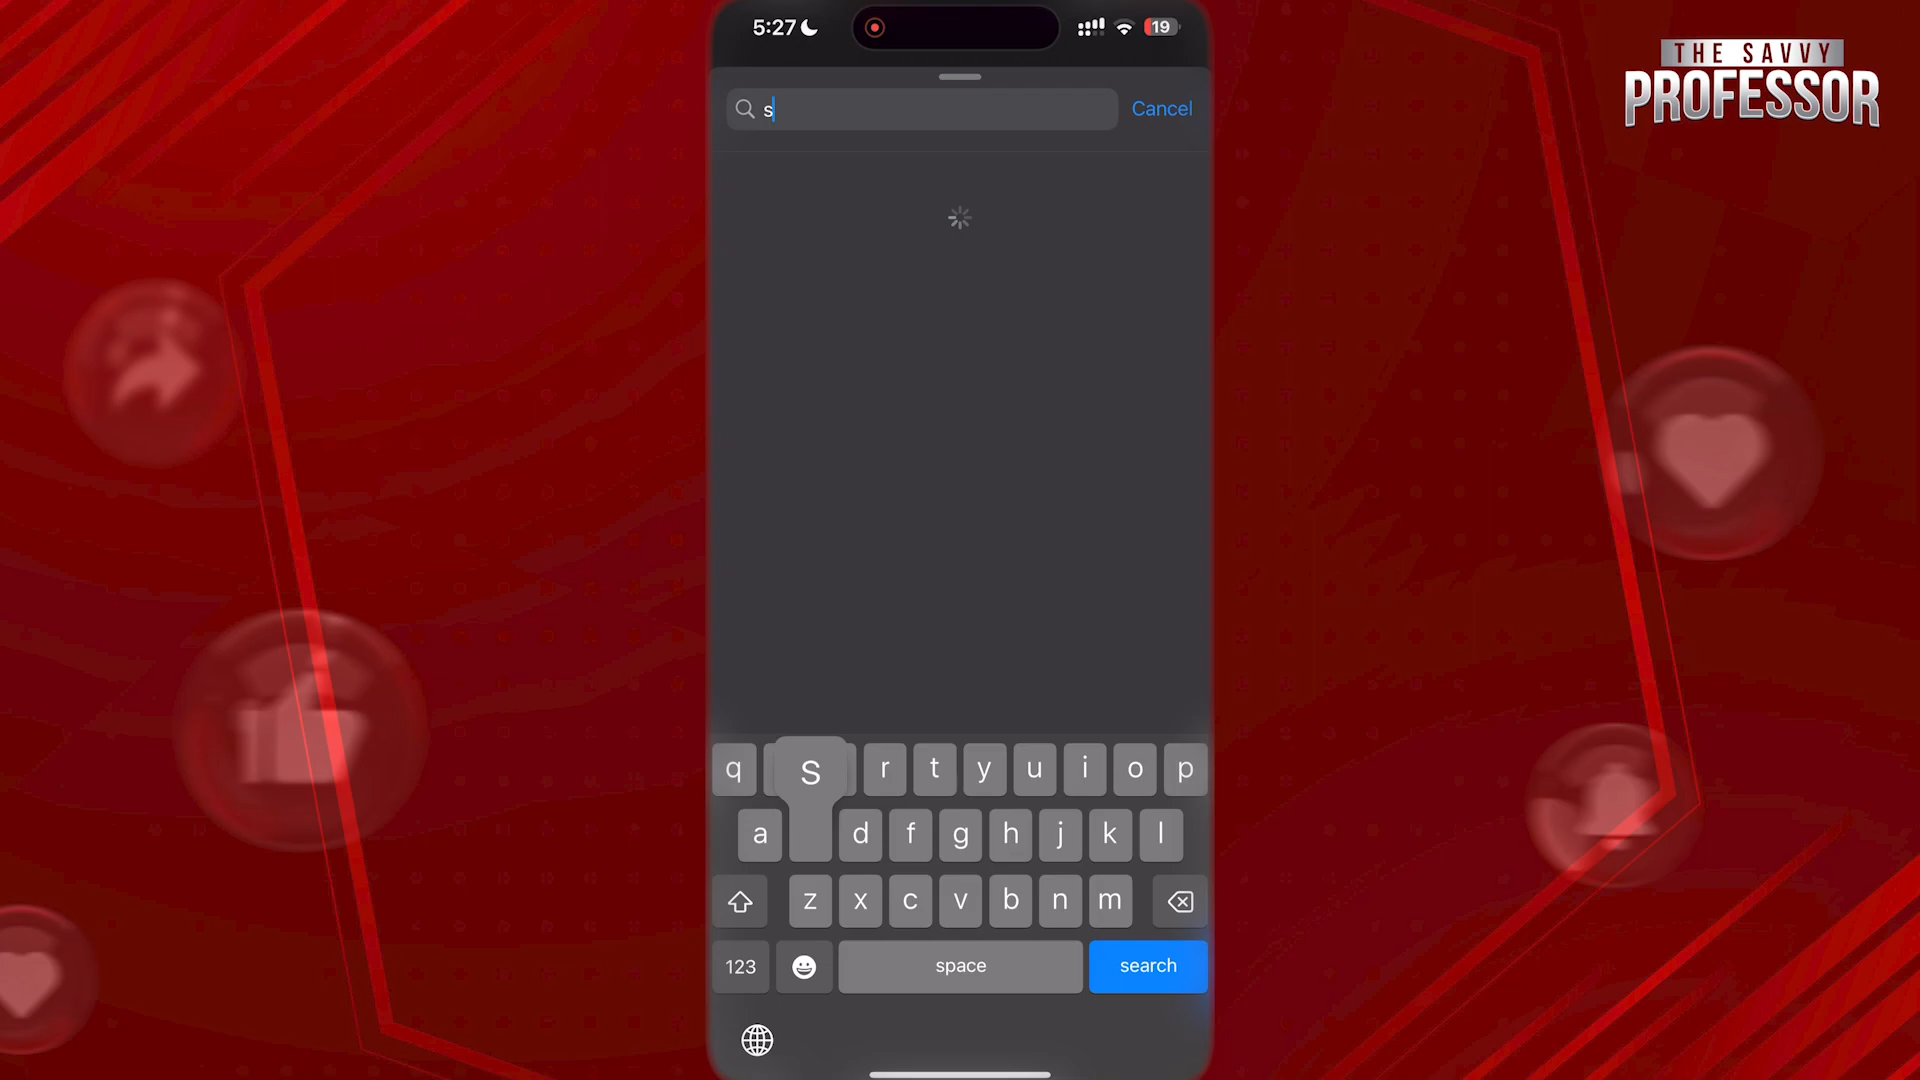 5:27
19
THE SAVVY
PROFESSOR
s
Cancel
q S r t y u i o p
a d f g h j k l
z x c v b n m
123 space search